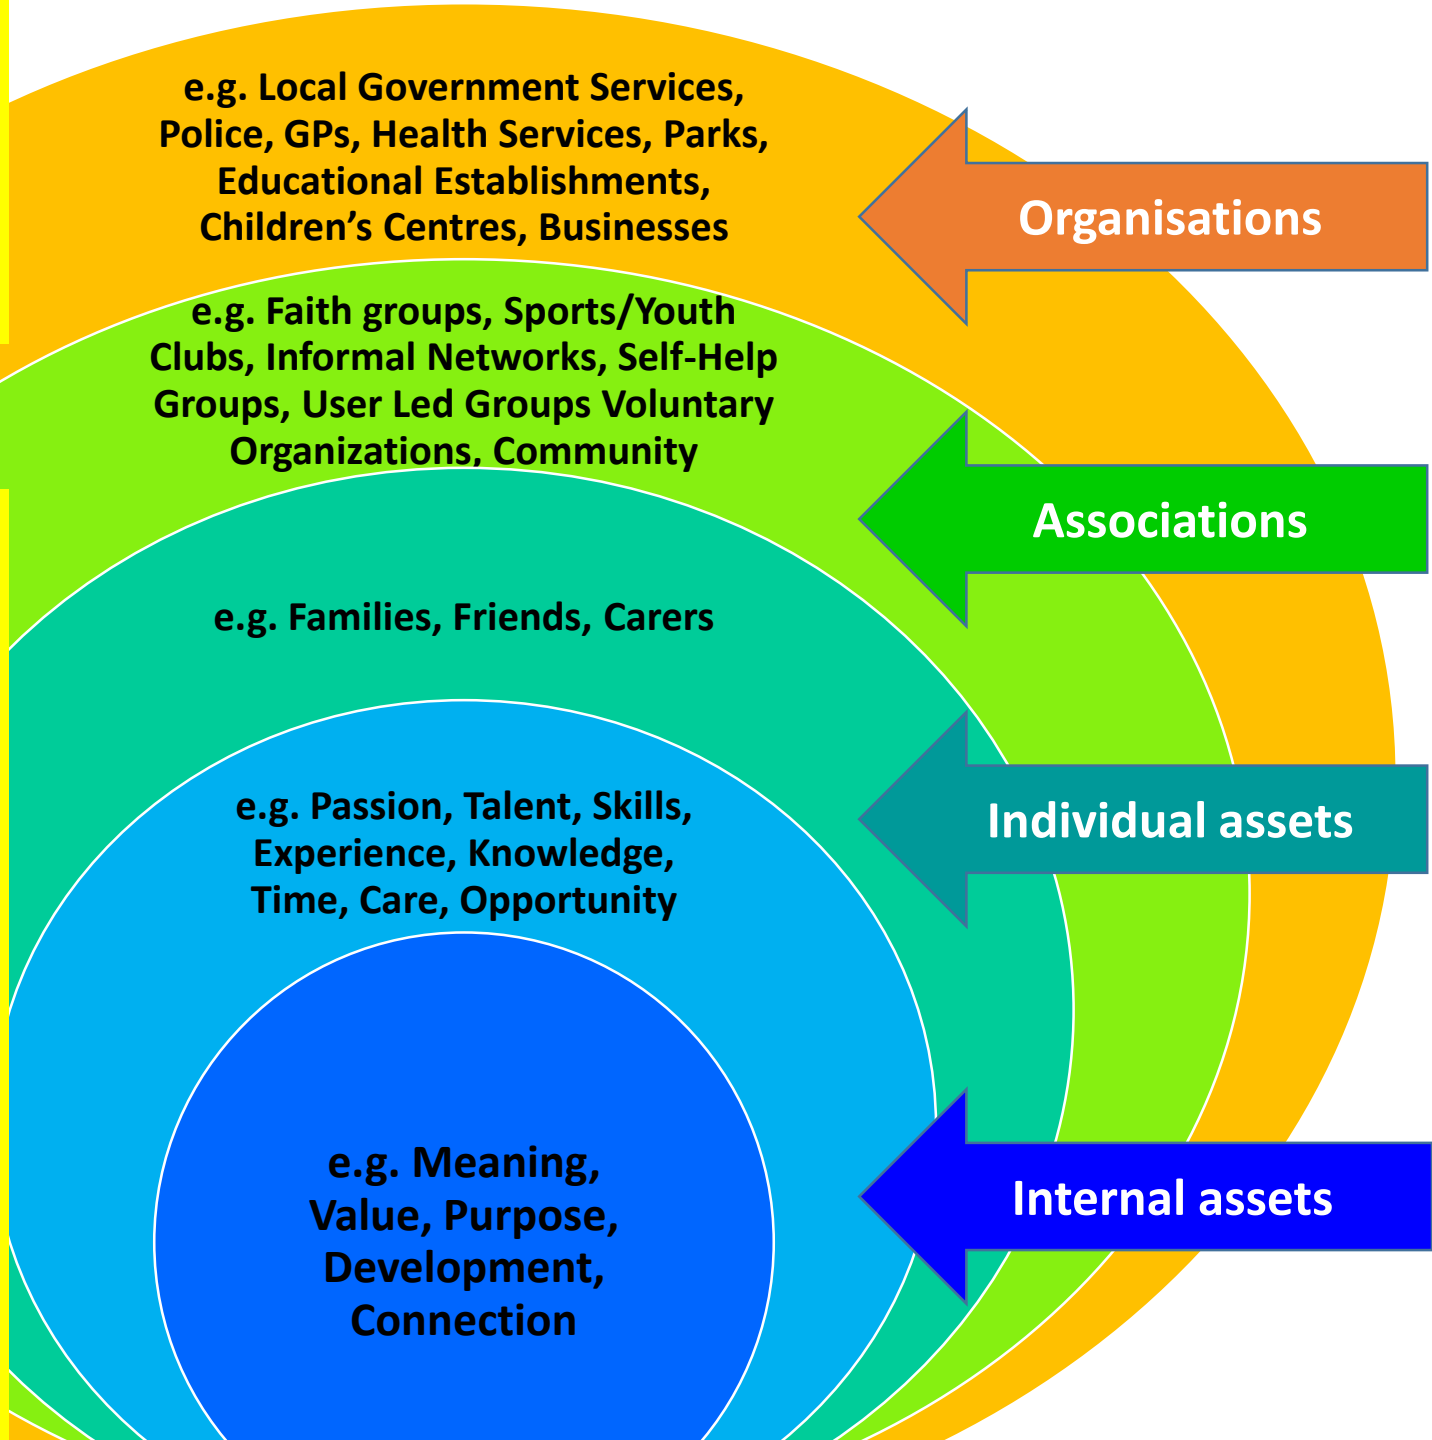 e.g. Local Government Services,
Police, GPs, Health Services, Parks,
Educational Establishments,
Children’s Centres, Businesses
Organisations
e.g. Faith groups, Sports/Youth
Clubs, Informal Networks, Self-Help
Groups, User Led Groups Voluntary
Organizations, Community
Associations
e.g. Families, Friends, Carers
e.g. Passion, Talent, Skills,
Experience, Knowledge,
Time, Care, Opportunity
Individual assets
e.g. Meaning,
Value, Purpose,
Development,
Connection
Internal assets